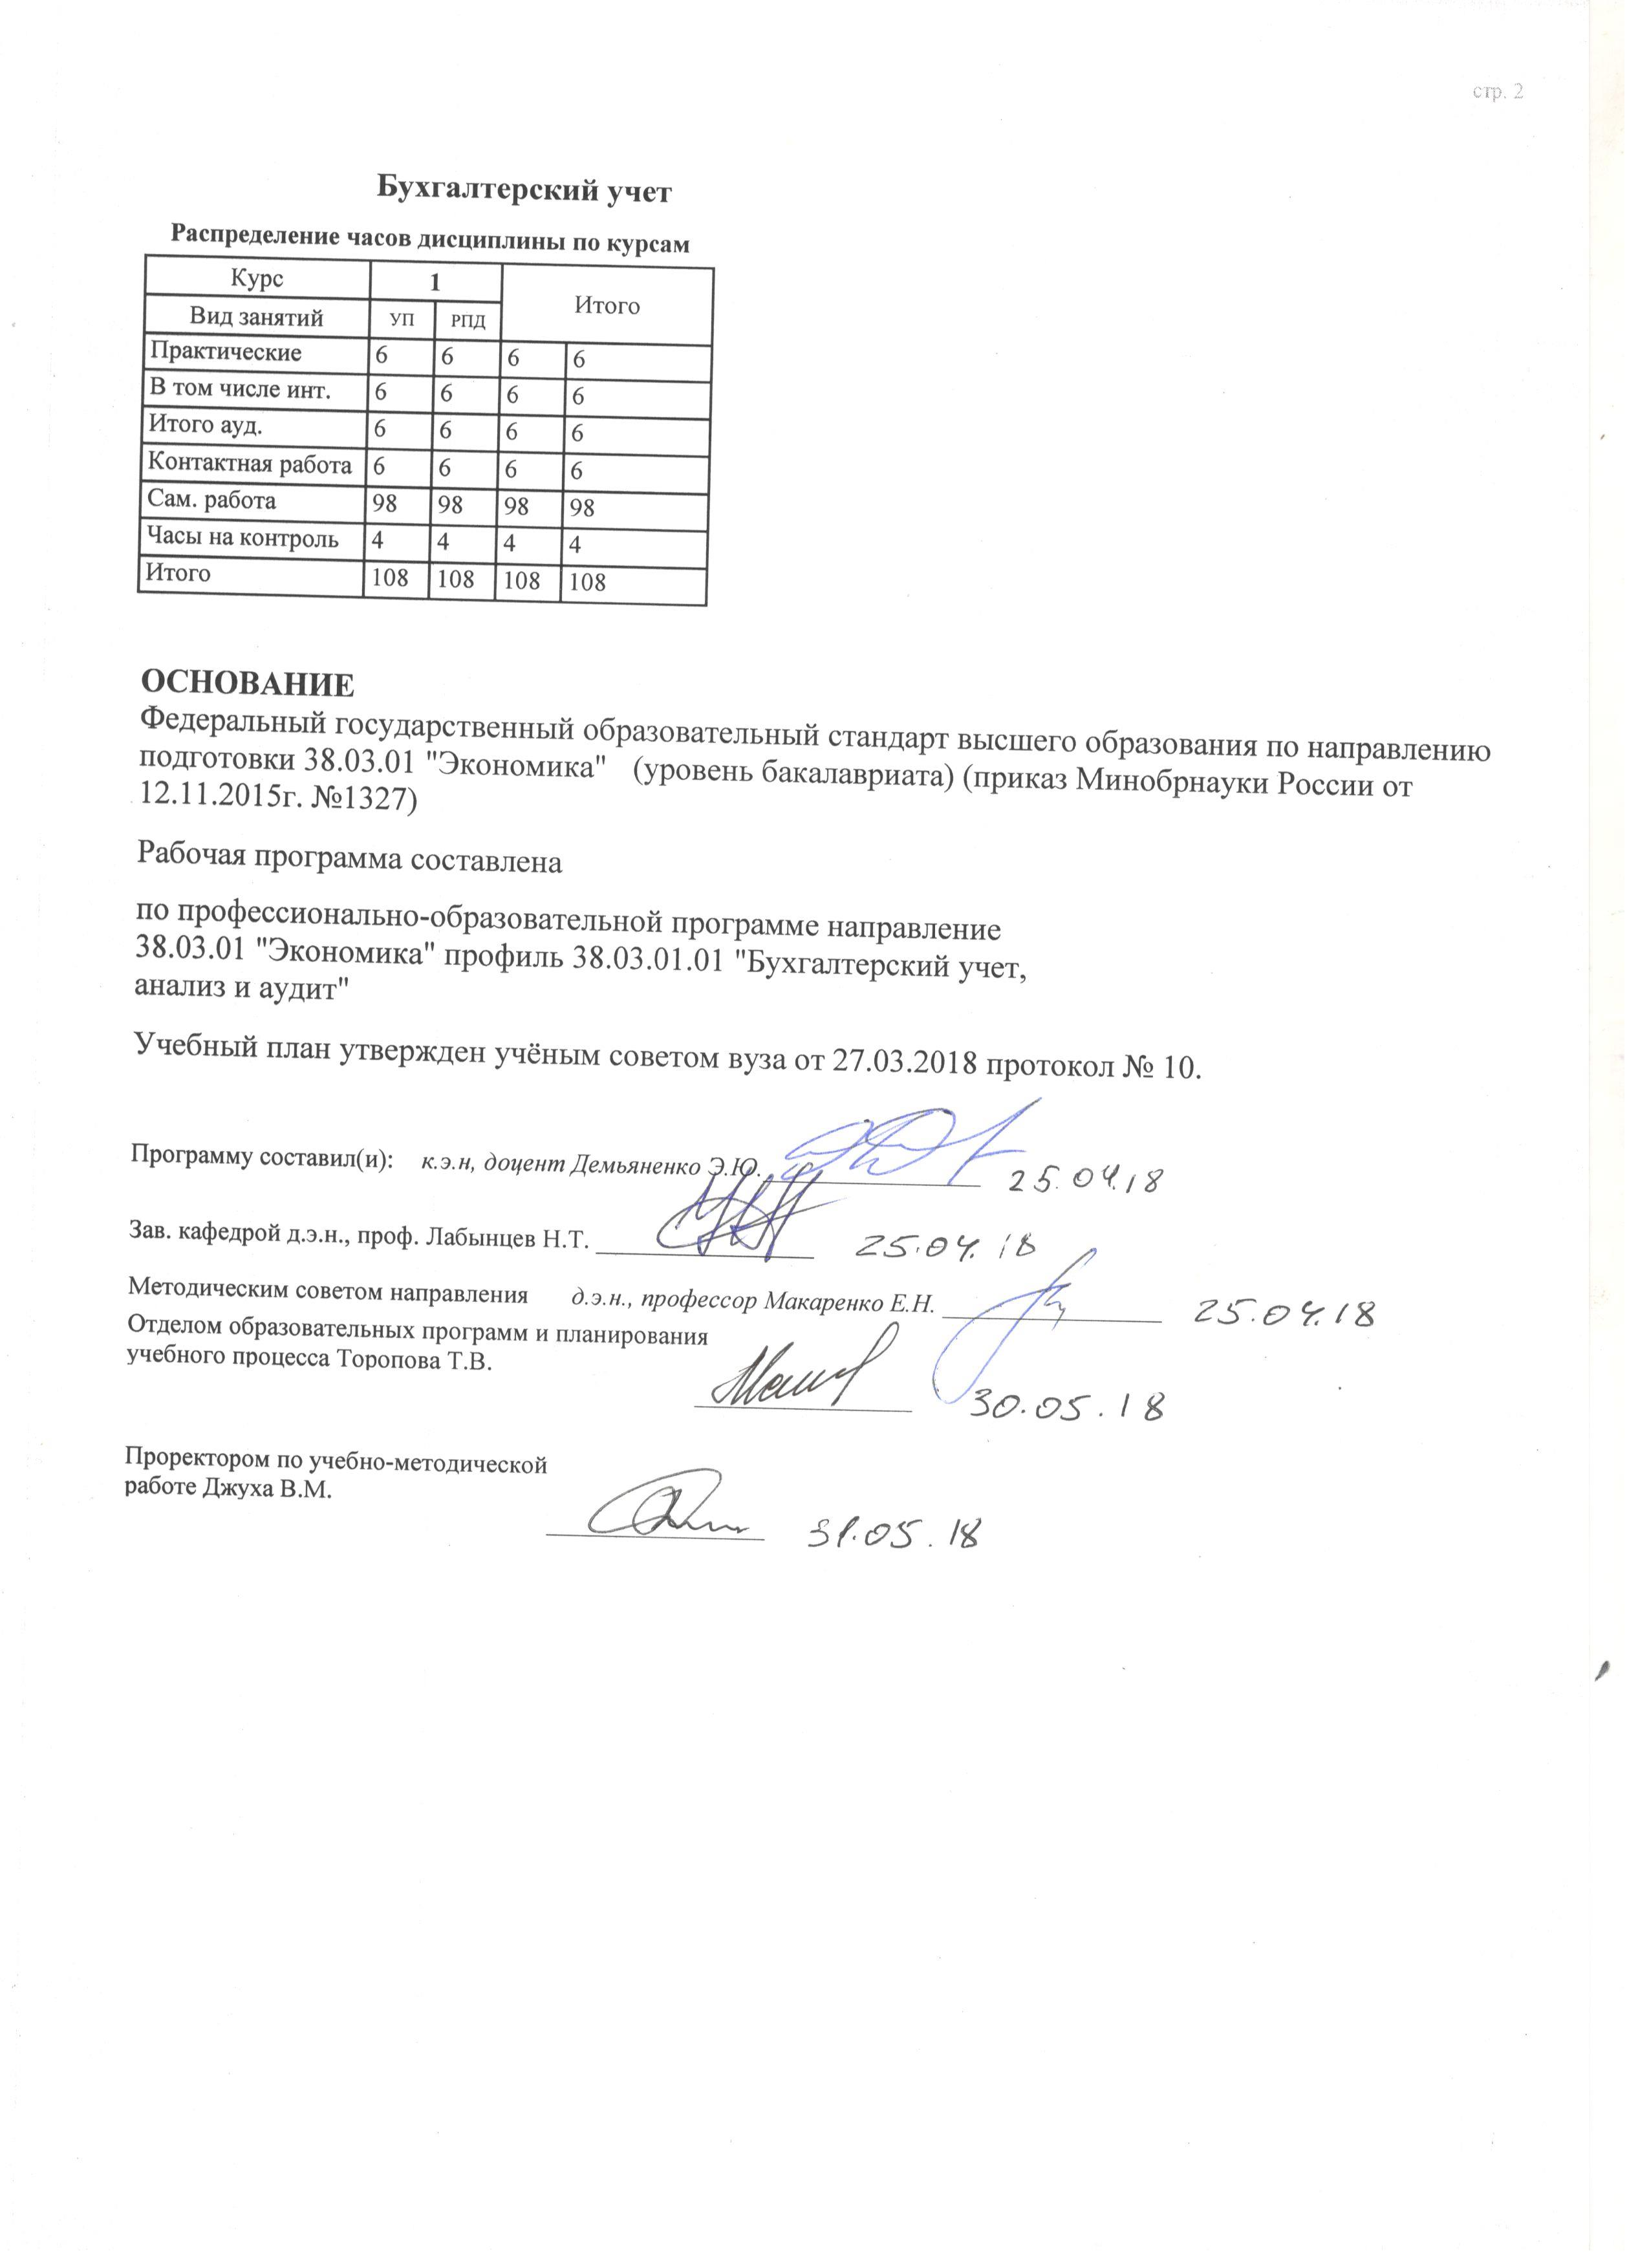 стр. 2
Бухгалтерский учет
Распределение часов дисциплины по курсам
Курс 1 Итого
Вид занятий УП РПД
Практические 6 6 6 6
В том числе инт. 6 6 6 6
Итого ауд. 6 6 6 6
Контактная работа 6 6 6 6
Сам. работа 98 98 98 98
Часы на контроль 4 4 4 4
Итого 108 108 108 108
ОСНОВАНИЕ
Федеральный государственный образовательный стандарт высшего образования по направлению
подготовки 38.03.01 "Экономика" (уровень бакалавриата) (приказ Минобрнауки России от
12.11.2015г. №1327)
Рабочая программа составлена
по профессионально-образовательной программе направление
38.03.01 "Экономика" профиль 38.03.01.01 "Бухгалтерский учет,
анализ и аудит"
Учебный план утвержден учёным советом вуза от 27.03.2018 протокол № 10.
Программу составил(и): к.э.н, доцент Демьяненко Э.Ю. 25.04.18
Зав. кафедрой д.э.н., проф. Лабынцев Н.Т. 25.04.18
Методическим советом направления д.э.н., профессор Макаренко Е.Н. 25.04.18
Отделом образовательных программ и планирования
учебного процесса Торопова Т.В.
30.05.18
Проректором по учебно-методической
работе Джуха В.М.
31.05.18